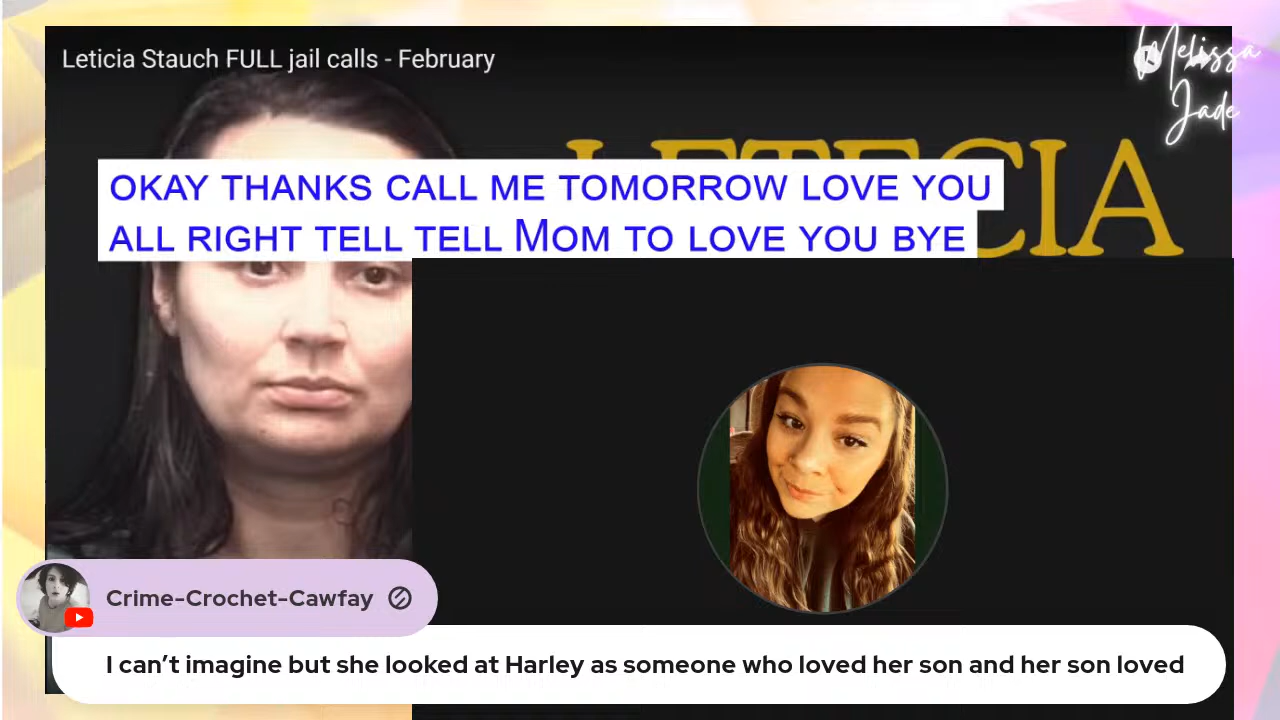 Leticia Stauch FULL jail calls - February
Melissa
Jade
LETECIA
OKAY THANKS CALL ME TOMORROW LOVE YOU
ALL RIGHT TELL TELL MOM TO LOVE YOU BYE
Crime-Crochet-Cawfay
I can't imagine but she looked at Harley as someone who loved her son and her son loved